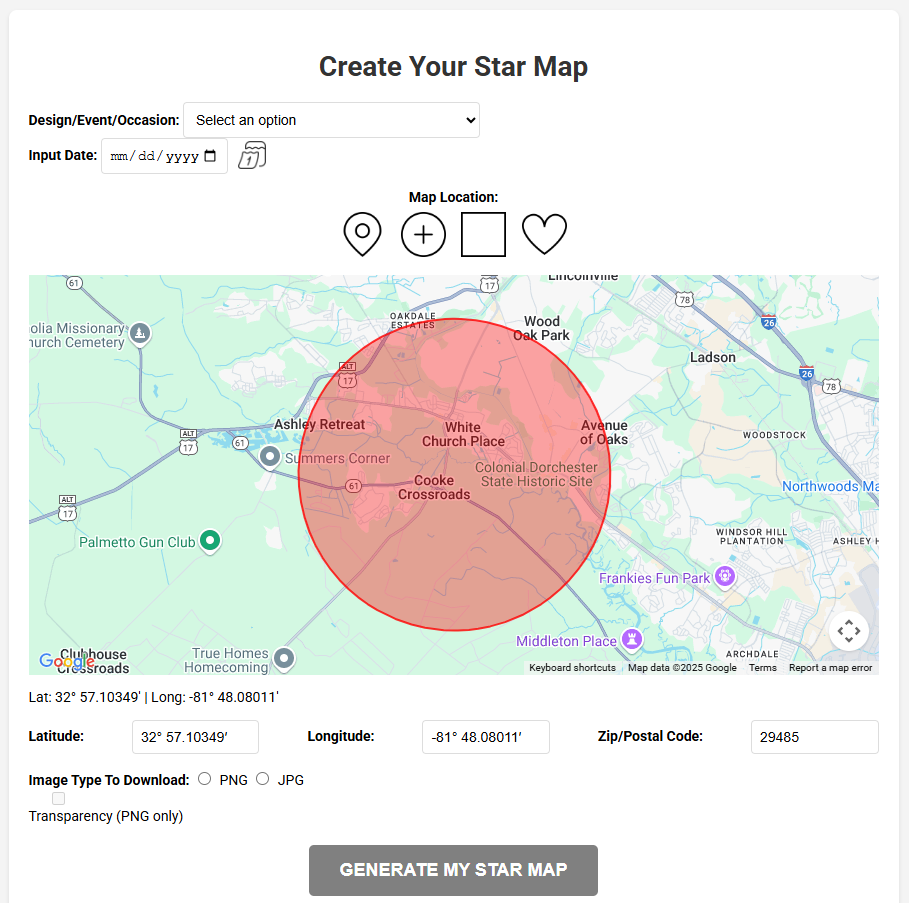 Create Your Star Map
Design/Event/Occasion: Select an option
Input Date: mm/dd/yyyy
1
Map Location:
61
17
Lincolnville
78
26
OAKDALE
ESTATES
Wood
Oak Park
olia Missionary
hurch Cemetery
Ladson
ALT
17
26
78
Ashley Retreat
White
Church Place
Avenue
of Oaks
ALT
17
61
WOODSTOCK
Summers Corner
Colonial Dorchester
State Historic Site
61
Cooke
Crossroads
Northwoods Ma
ALT
17
Palmetto Gun Club
WINDSOR HILL
PLANTATION
ASHLEY H
Frankies Fun Park
Middleton Place
True Homes
Homecoming
Clubhouse
Crossroads
Google
ARCHDALE
Keyboard shortcuts Map data ©2025 Google Terms Report a map error
Lat: 32° 57.10349' | Long: -81° 48.08011'
Latitude: 32° 57.10349′ Longitude: -81° 48.08011′ Zip/Postal Code: 29485
Image Type To Download: PNG JPG
Transparency (PNG only)
GENERATE MY STAR MAP